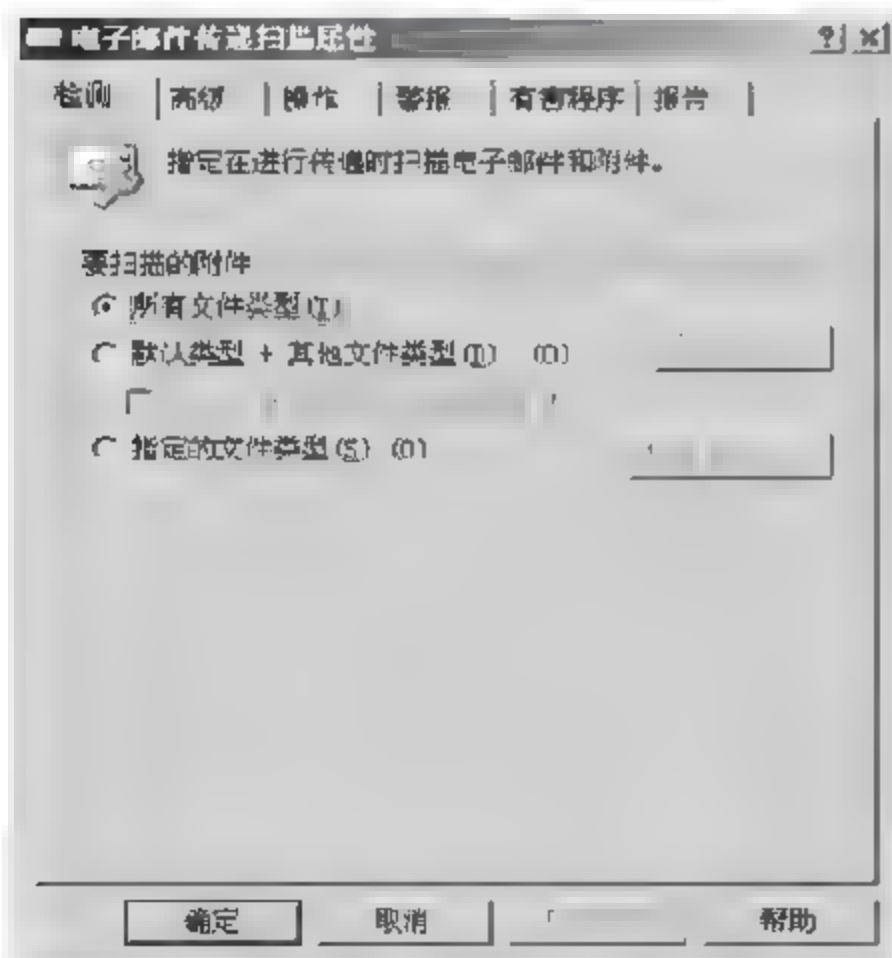 电子邮件传递扫描属性
检测 高级 操作 警报 有害程序 报告
指定在进行传递时扫描电子邮件和附件。
要扫描的附件
所有文件类型(T)
默认类型 + 其他文件类型(D) (O)
指定的文件类型(S) (O)
确定 取消 帮助